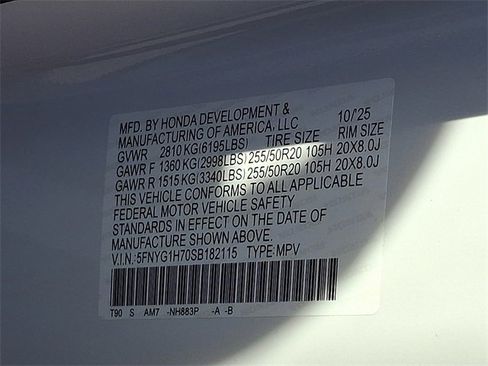 MFD. BY HONDA DEVELOPMENT & 10/'25
MANUFACTURING OF AMERICA, LLC
GVWR 2810 KG(6195LBS) TIRE SIZE RIM SIZE
GAWR F 1360 KG(2998LBS) 255/50R20 105H 20X8.0J
GAWR R 1515 KG(3340LBS) 255/50R20 105H 20X8.0J
THIS VEHICLE CONFORMS TO ALL APPLICABLE
FEDERAL MOTOR VEHICLE SAFETY
STANDARDS IN EFFECT ON THE DATE OF
MANUFACTURE SHOWN ABOVE.
V.I.N.:5FNYG1H70SB182115 TYPE:MPV
T90 S AM7 -NH883P -A -B